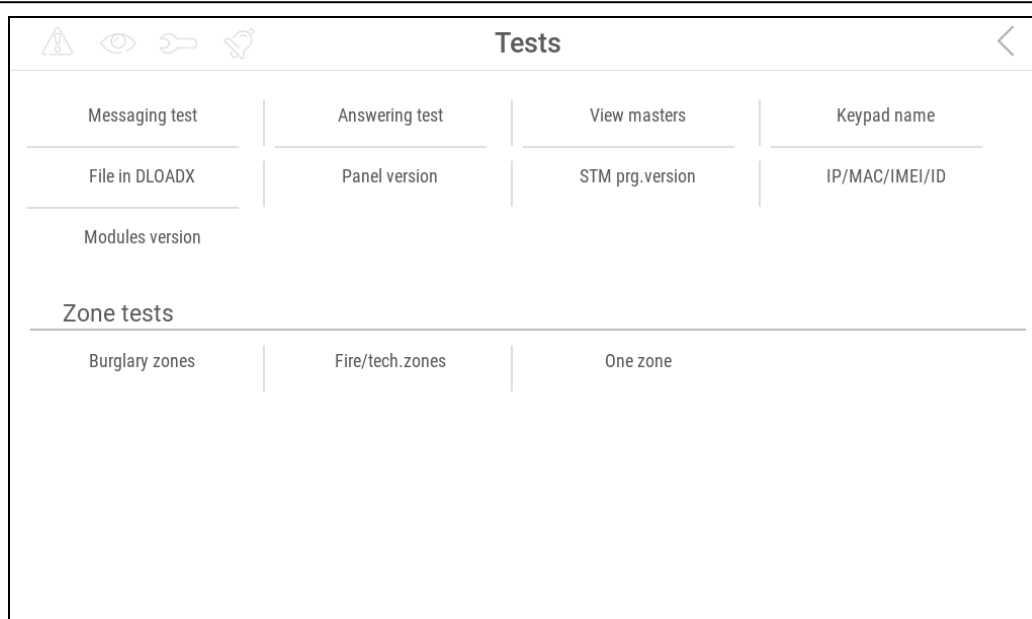 Tests
Messaging test Answering test View masters Keypad name
File in DLOADX Panel version STM prg.version IP/MAC/IMEI/ID
Modules version
Zone tests
Burglary zones Fire/tech.zones One zone